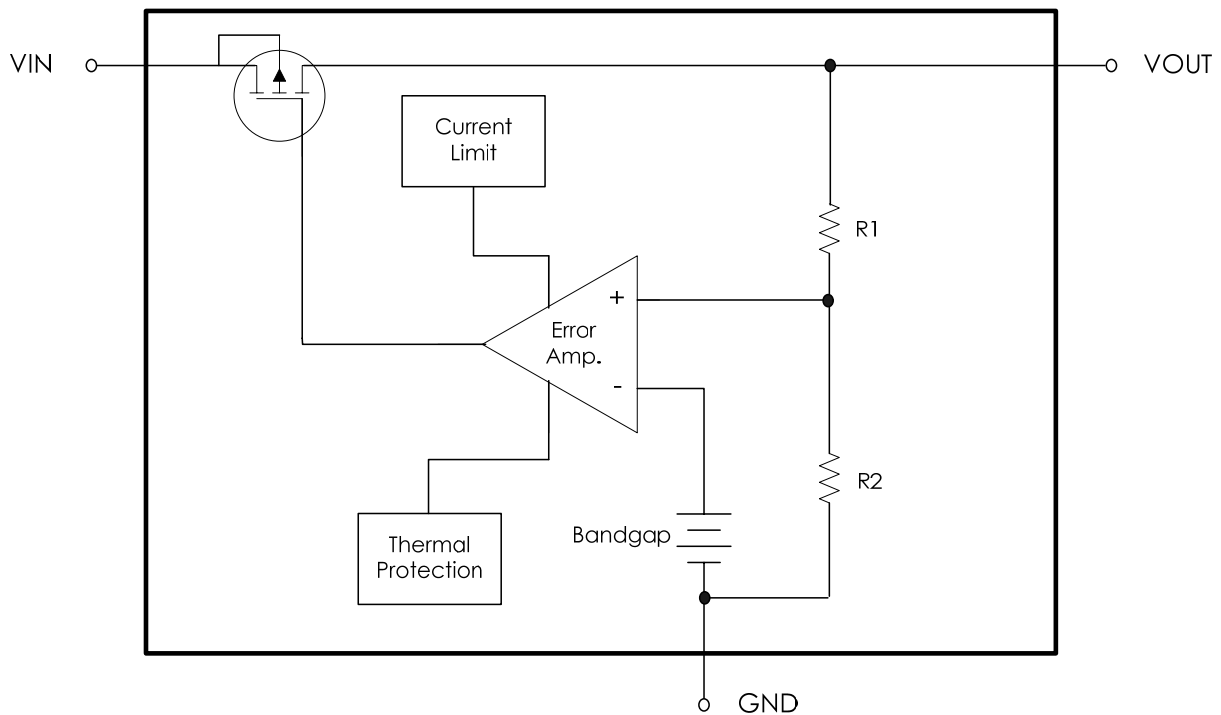 VIN
VOUT
Current
Limit
R1
+
Error
Amp.
-
R2
Bandgap
Thermal
Protection
GND